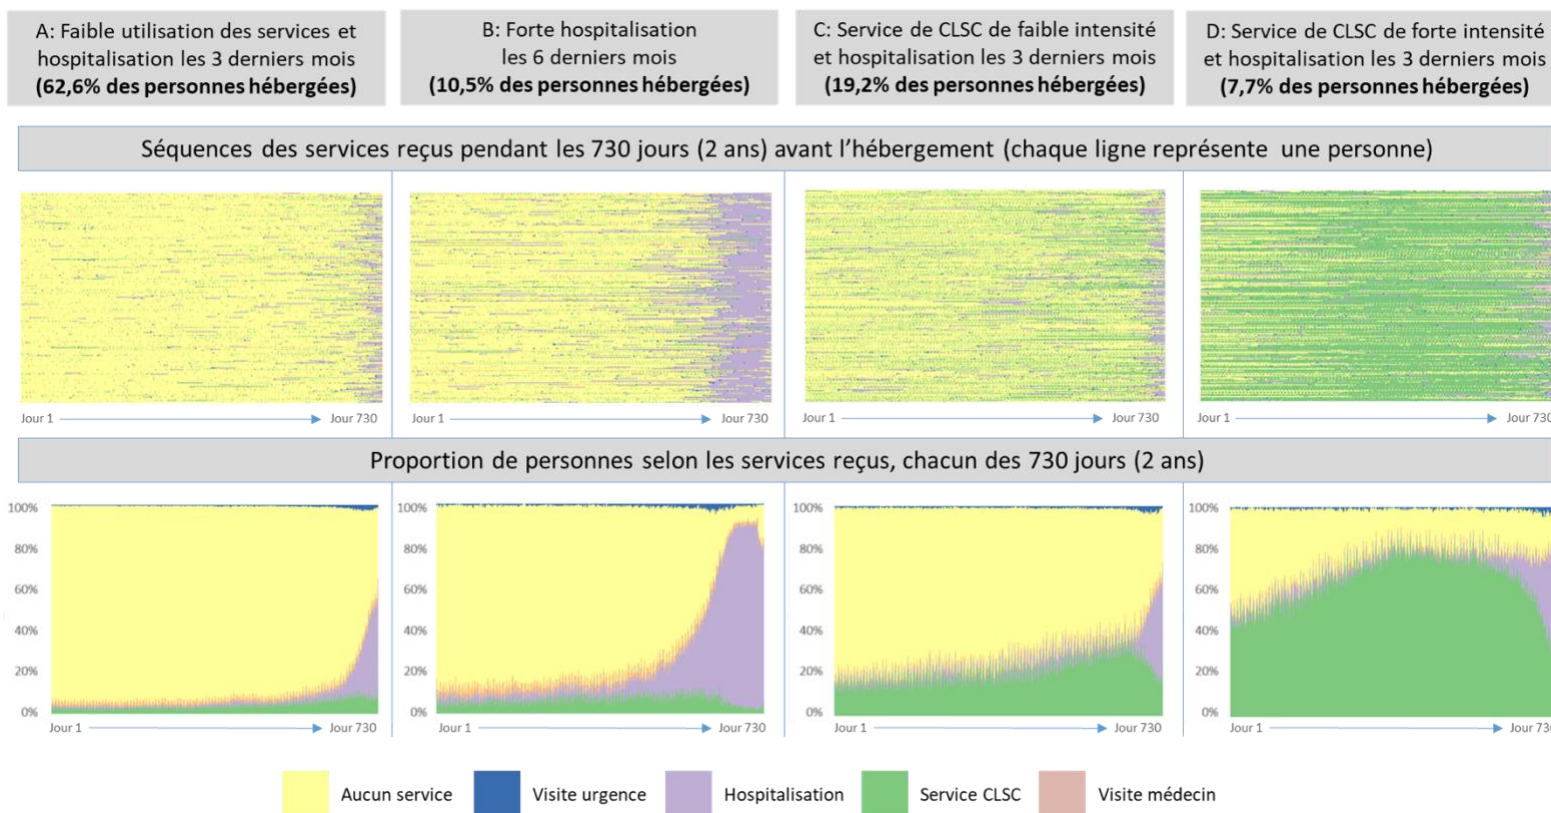 A: Faible utilisation des services et
hospitalisation les 3 derniers mois
(62,6% des personnes hébergées)
B: Forte hospitalisation
les 6 derniers mois
(10,5% des personnes hébergées)
C: Service de CLSC de faible intensité
et hospitalisation les 3 derniers mois
(19,2% des personnes hébergées)
D: Service de CLSC de forte intensité
et hospitalisation les 3 derniers mois
(7,7% des personnes hébergées)
Séquences des services reçus pendant les 730 jours (2 ans) avant l’hébergement (chaque ligne représente une personne)
Jour 1 Jour 730
Jour 1 Jour 730
Jour 1 Jour 730
Jour 1 Jour 730
Proportion de personnes selon les services reçus, chacun des 730 jours (2 ans)
100%
80%
60%
40%
20%
0%
Jour 1 Jour 730
100%
80%
60%
40%
20%
0%
Jour 1 Jour 730
100%
80%
60%
40%
20%
0%
Jour 1 Jour 730
100%
80%
60%
40%
20%
0%
Jour 1 Jour 730
Aucun service
Visite urgence
Hospitalisation
Service CLSC
Visite médecin